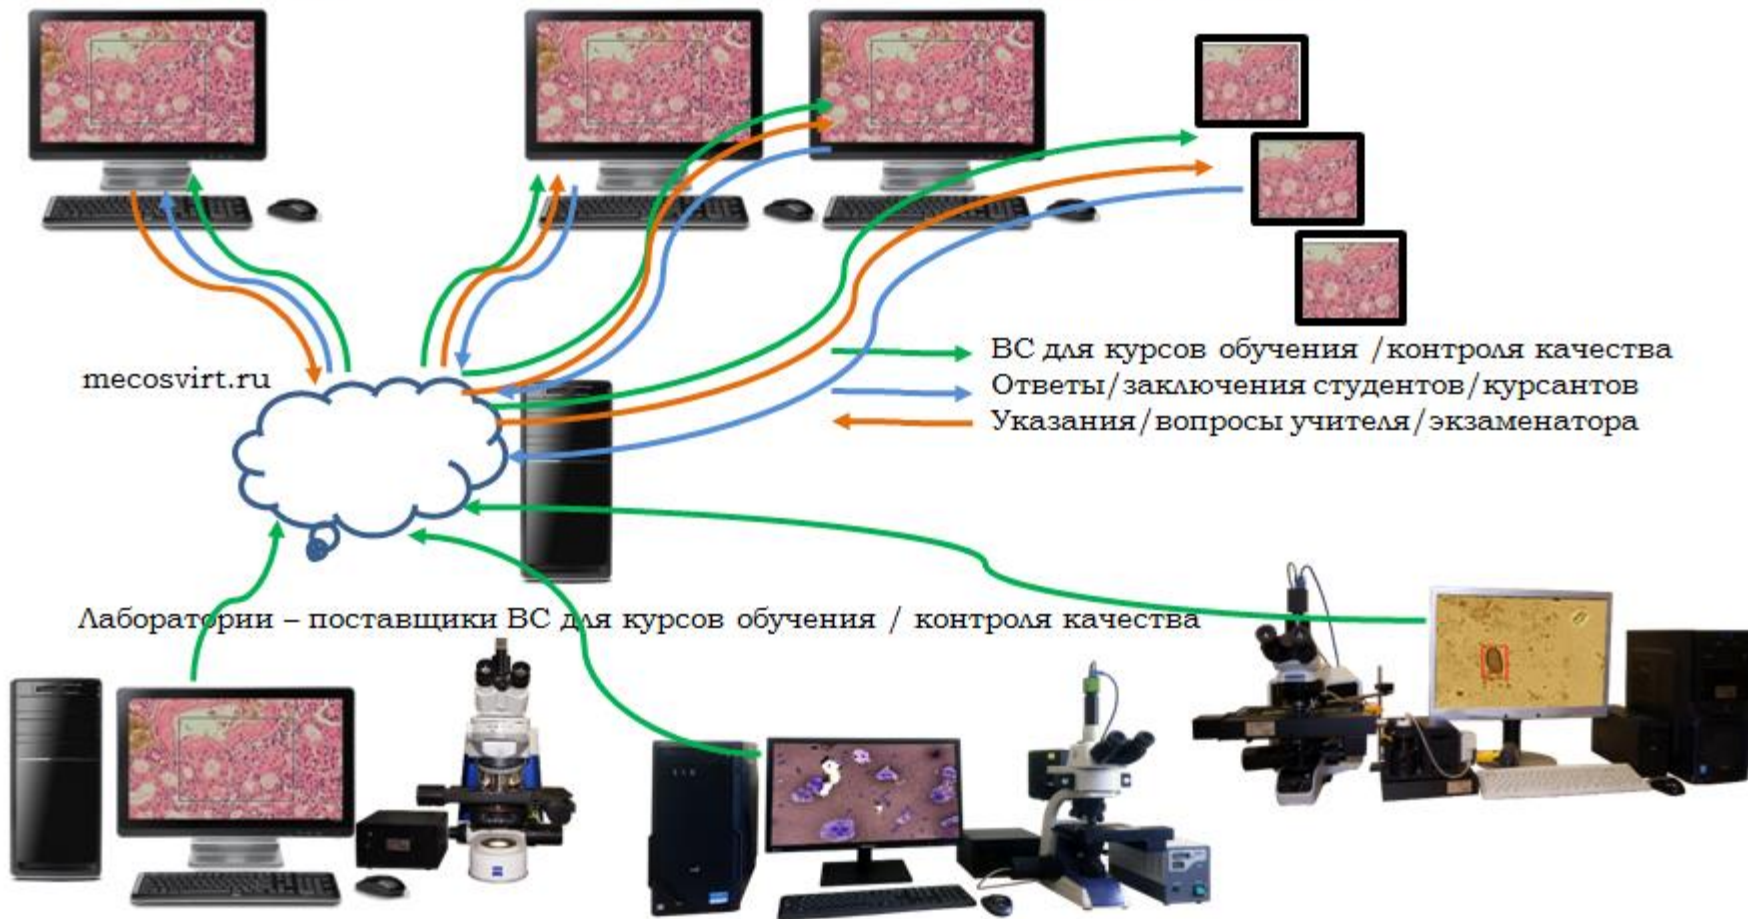 mecosvirt.ru
ВС для курсов обучения /контроля качества
Ответы/заключения студентов/курсантов
Указания/вопросы учителя/экзаменатора
Лаборатории – поставщики ВС для курсов обучения / контроля качества